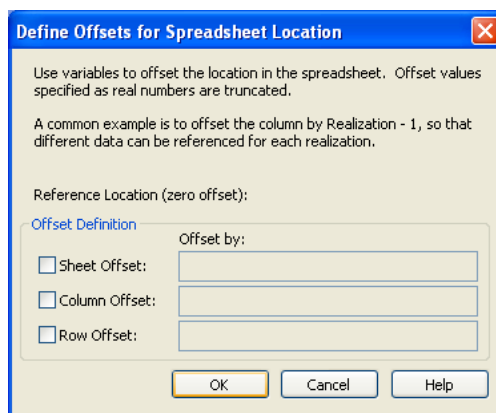 Define Offsets for Spreadsheet Location
Use variables to offset the location in the spreadsheet. Offset values
specified as real numbers are truncated.
A common example is to offset the column by Realization - 1, so that
different data can be referenced for each realization.
Reference Location (zero offset):
Offset Definition
Offset by:
Sheet Offset:
Column Offset:
Row Offset:
OK Cancel Help